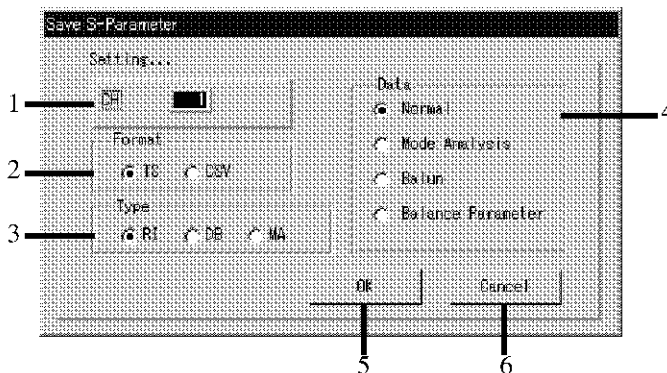 Save S-Parameter
Setting...
1
CH 1
Format
2
TS CSV
Type
3
RI DB MA
Data
4
Normal
Mode Analysis
Balun
Balance Parameter
OK Cancel
5 6